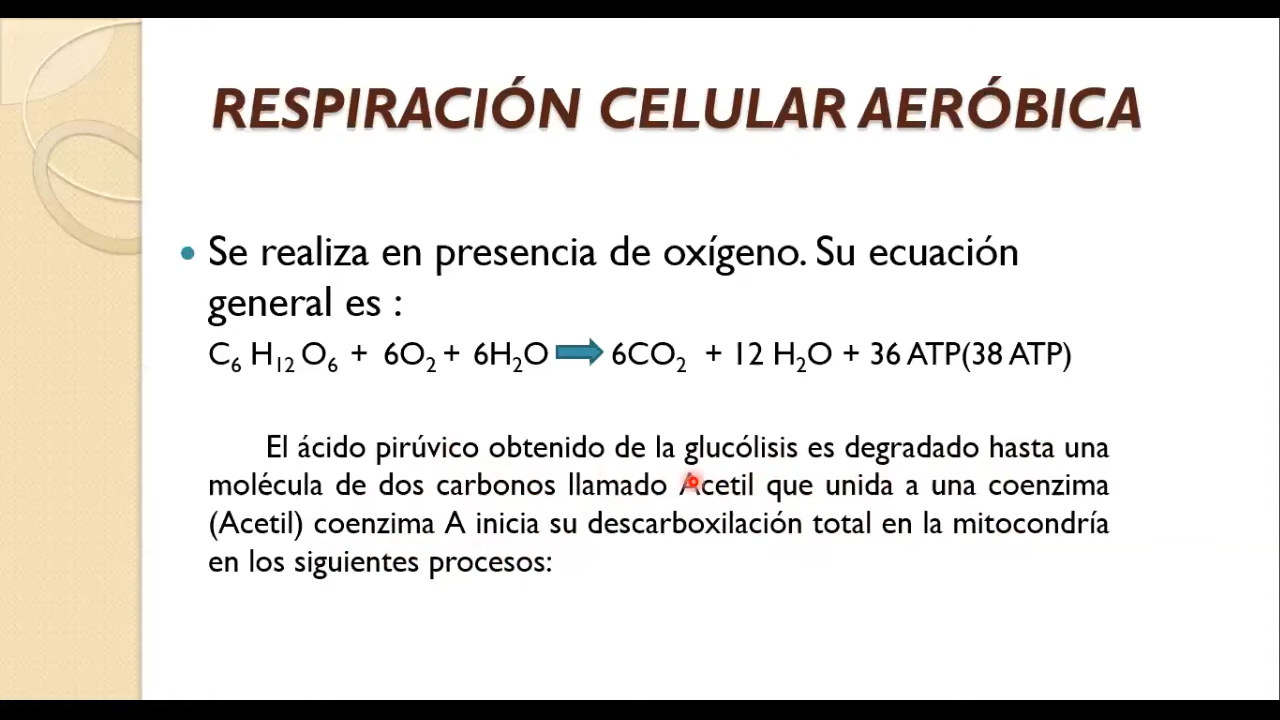 RESPIRACIÓN CELULAR AERÓBICA
• Se realiza en presencia de oxígeno. Su ecuación
general es :
C₆ H₁₂ O₆ + 6O₂ + 6H₂O ➡ 6CO₂ + 12 H₂O + 36 ATP(38 ATP)
El ácido pirúvico obtenido de la glucólisis es degradado hasta una
molécula de dos carbonos llamado Acetil que unida a una coenzima
(Acetil) coenzima A inicia su descarboxilación total en la mitocondría
en los siguientes procesos: